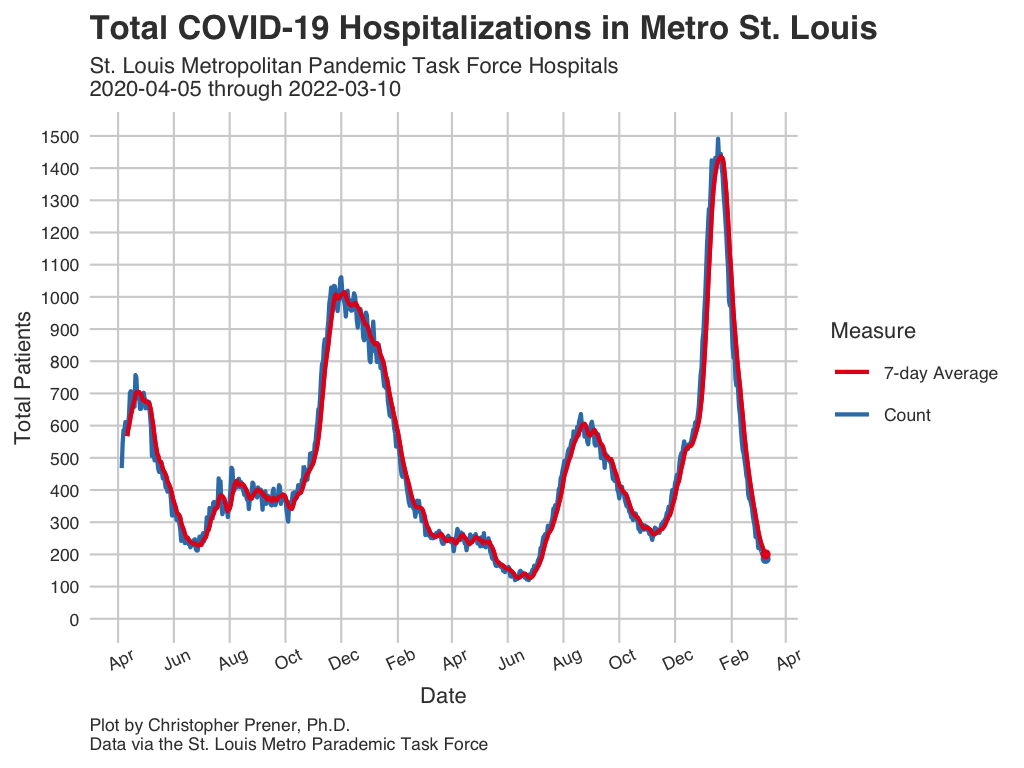 Total COVID-19 Hospitalizations in Metro St. Louis
St. Louis Metropolitan Pandemic Task Force Hospitals
2020-04-05 through 2022-03-10
1500
1400
1300
1200
1100
1000
900
800
700
600
500
400
300
200
100
0
Total Patients
Apr Jun Aug Oct Dec Feb Apr Jun Aug Oct Dec Feb Apr
Date
Measure
7-day Average
Count
Plot by Christopher Prener, Ph.D.
Data via the St. Louis Metro Parademic Task Force